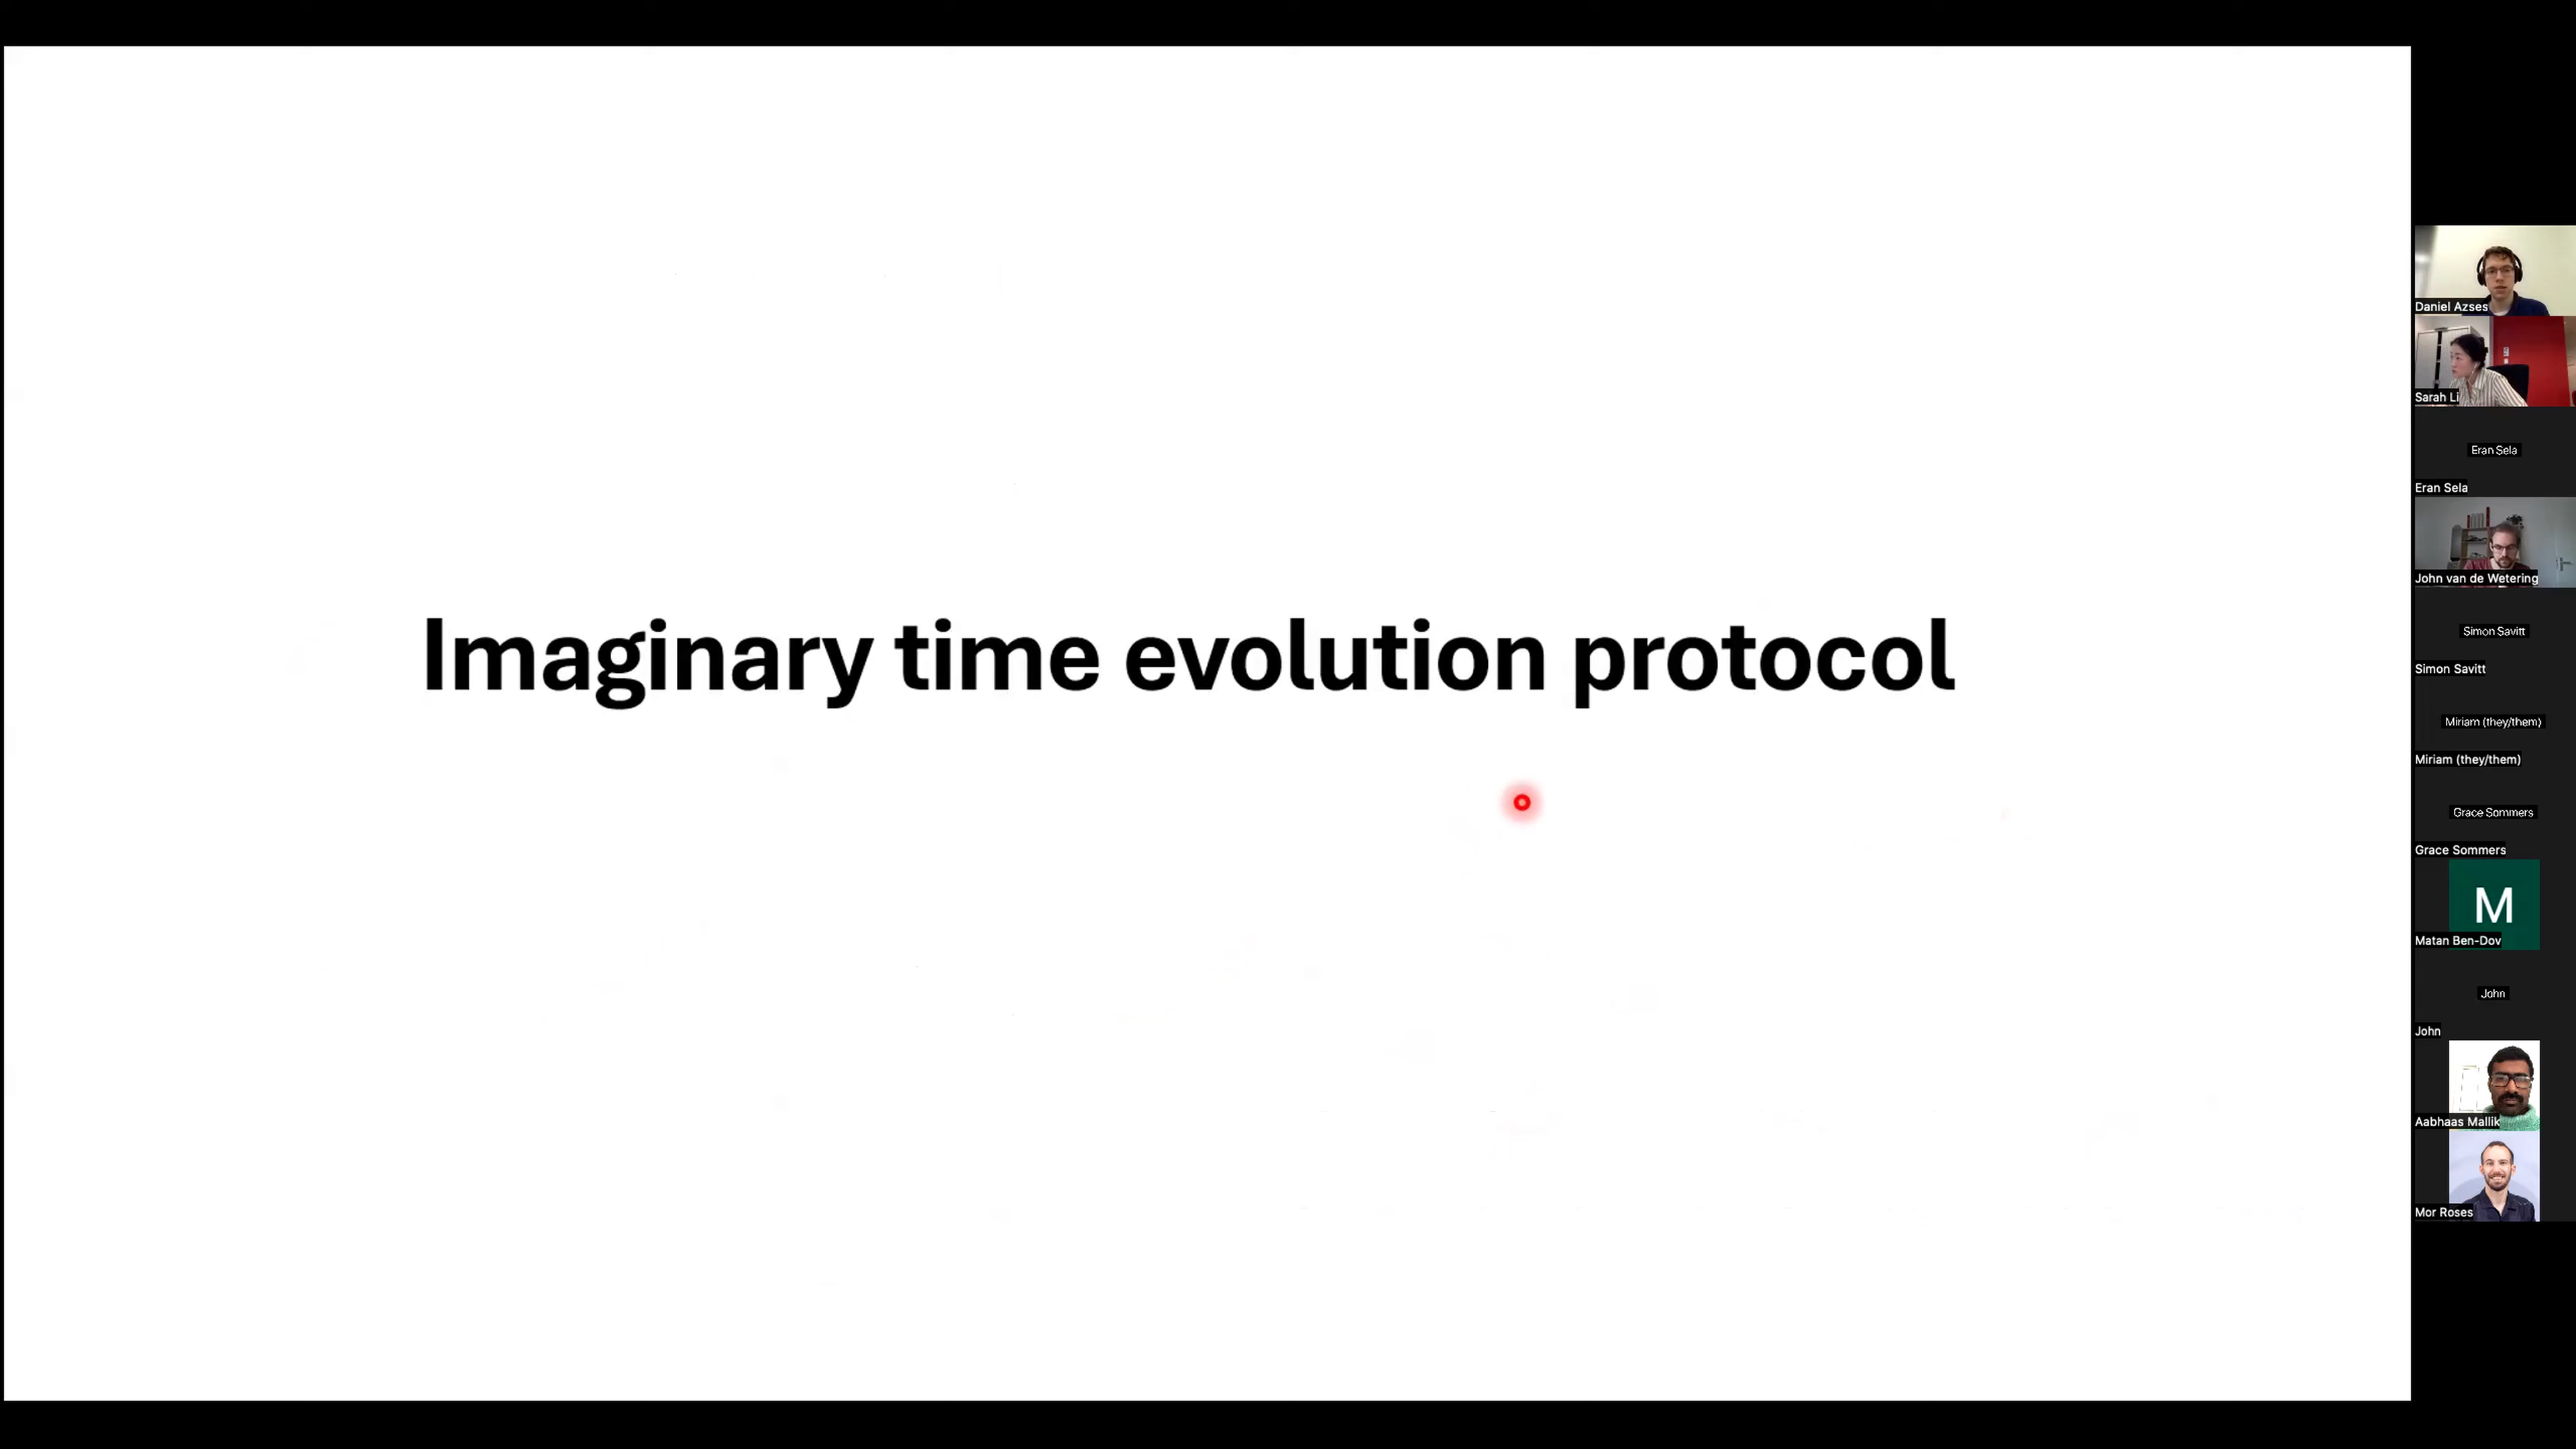 Imaginary time evolution protocol
Daniel Azses
Sarah Li
Eran Sela
Eran Sela
John van de Wetering
Simon Savitt
Simon Savitt
Miriam (they/them)
Miriam (they/them)
Grace Sommers
Grace Sommers
M
Matan Ben-Dov
John
John
Aabhaas Mallik
Mor Roses